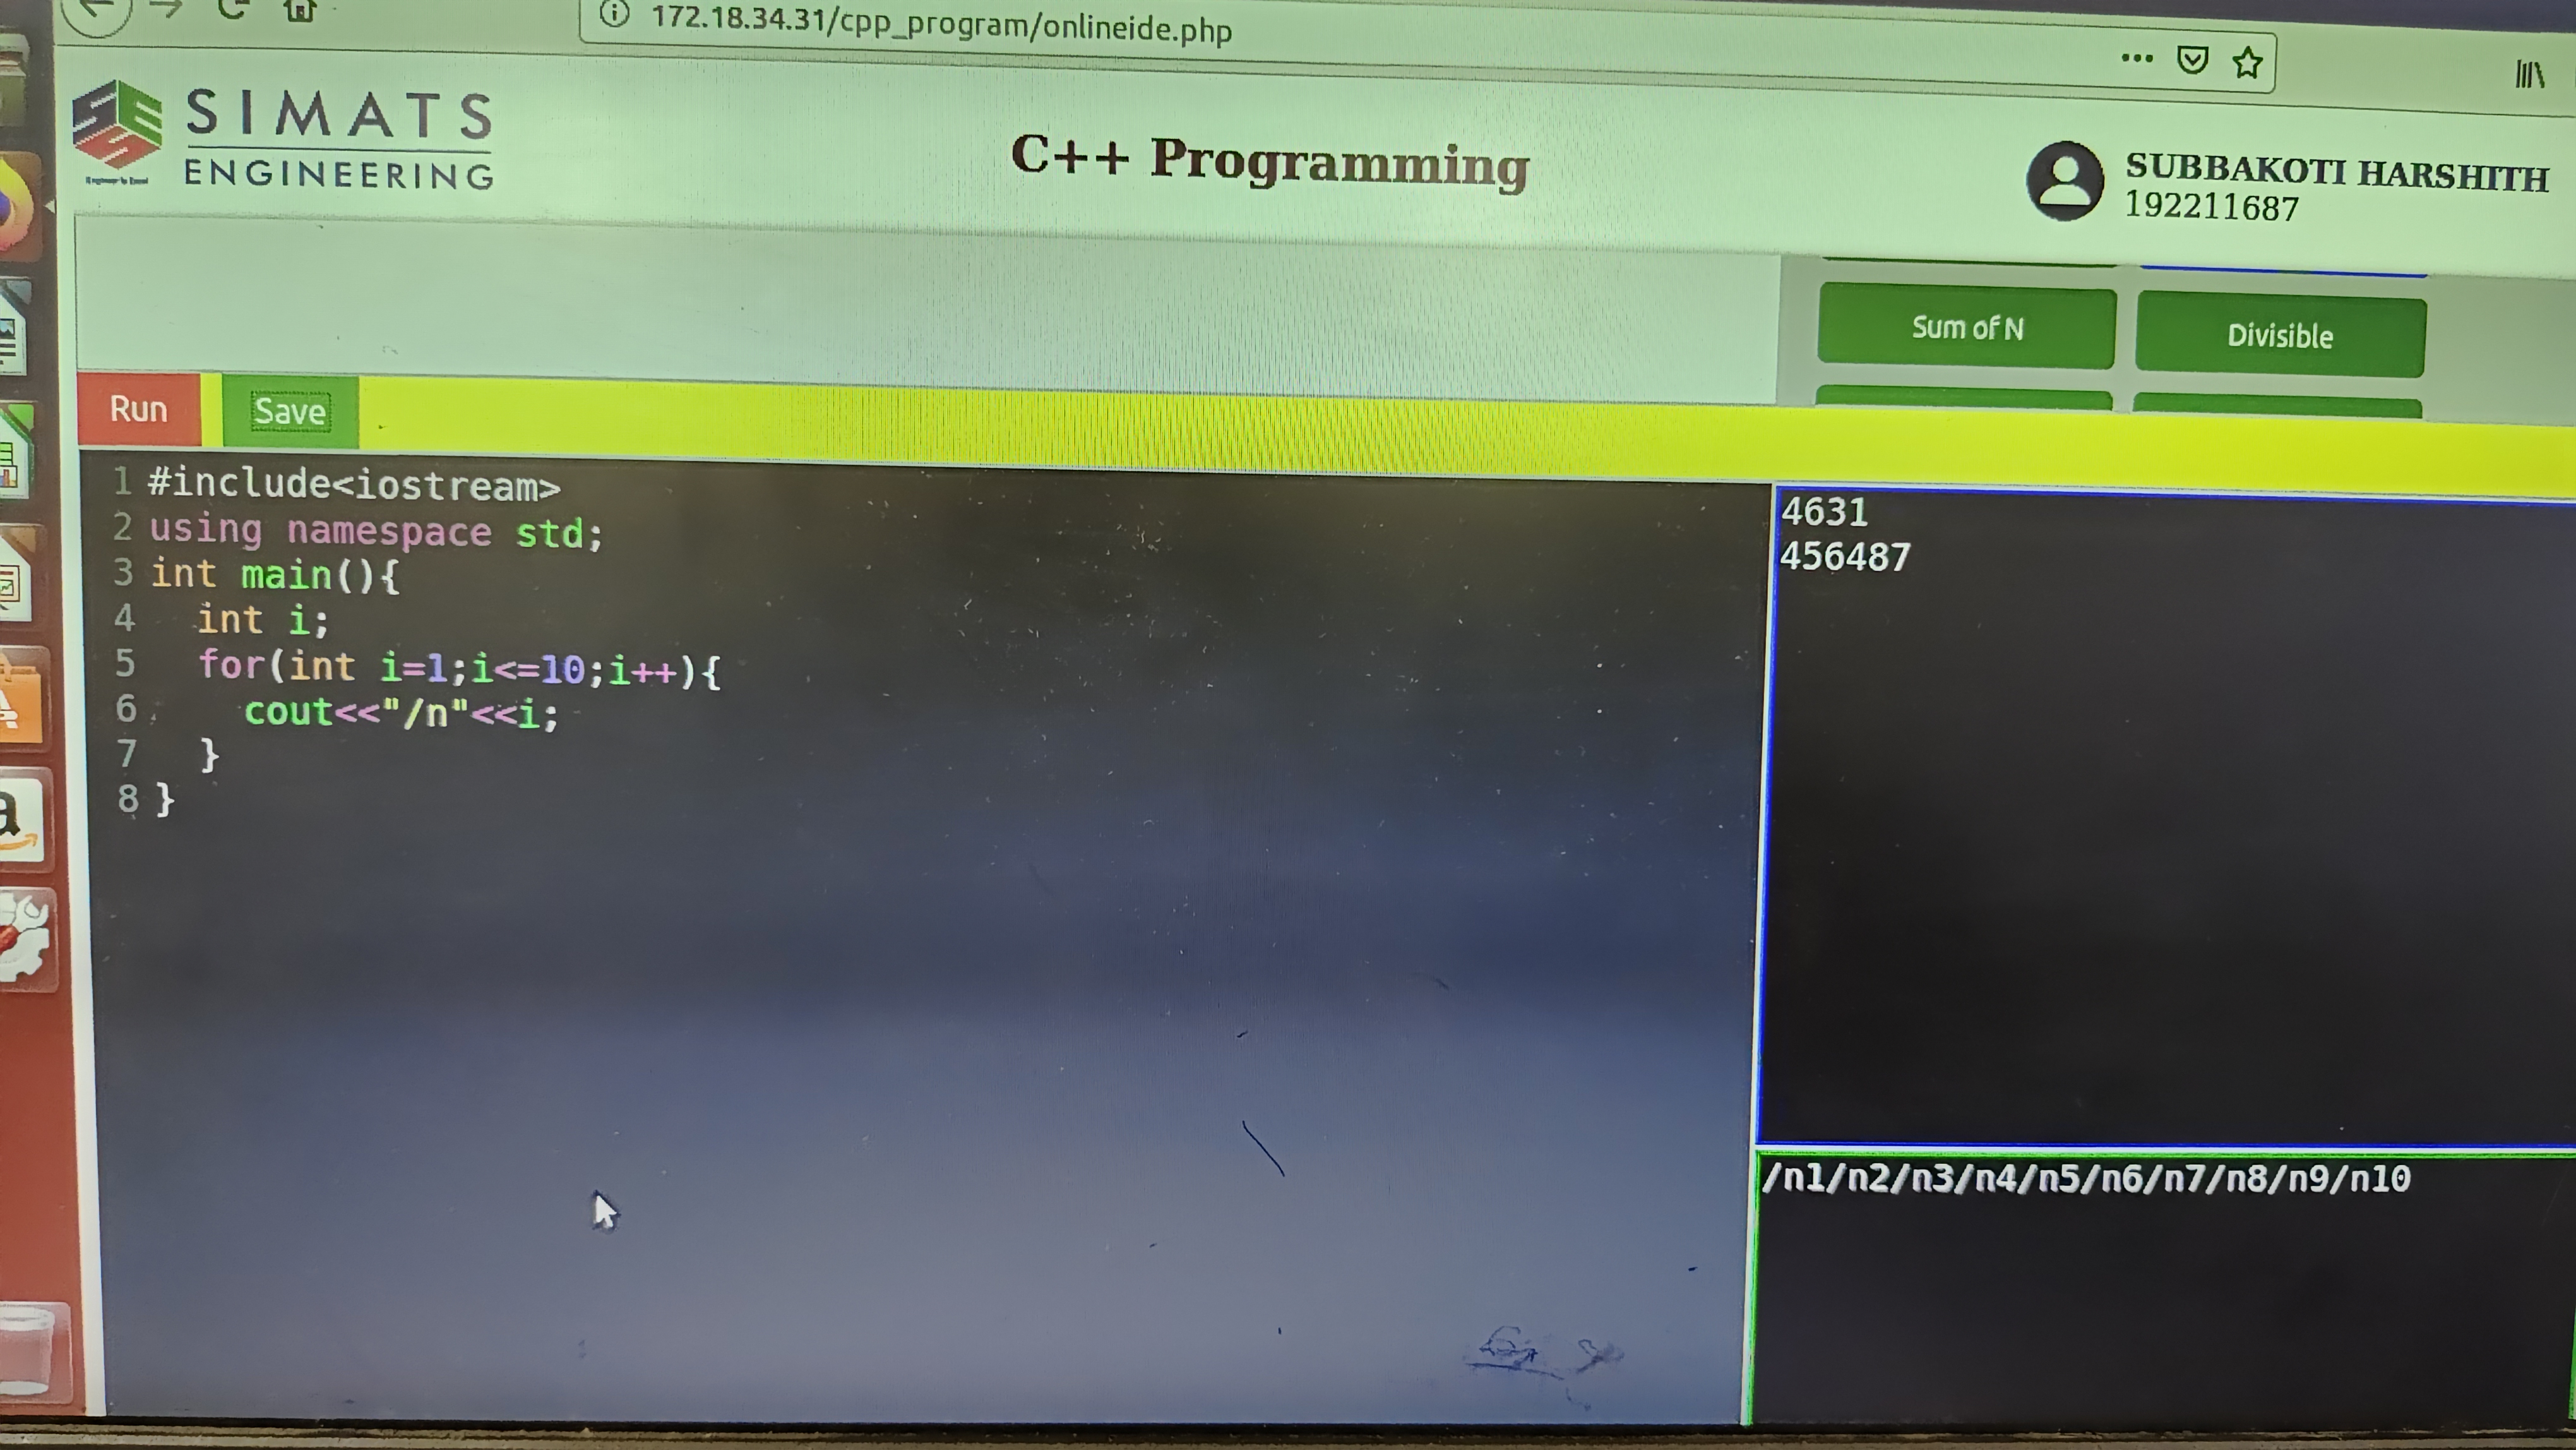 172.18.34.31/cpp_program/onlineide.php
SIMATS
ENGINEERING
C++ Programming
SUBBAKOTI HARSHITH
192211687
Sum of N
Divisible
Run
Save
1 #include<iostream>
2 using namespace std;
3 int main(){
4 int i;
5 for(int i=1;i<=10;i++){
6 cout<<"/n"<<i;
7 }
8 }
4631
456487
/n1/n2/n3/n4/n5/n6/n7/n8/n9/n10